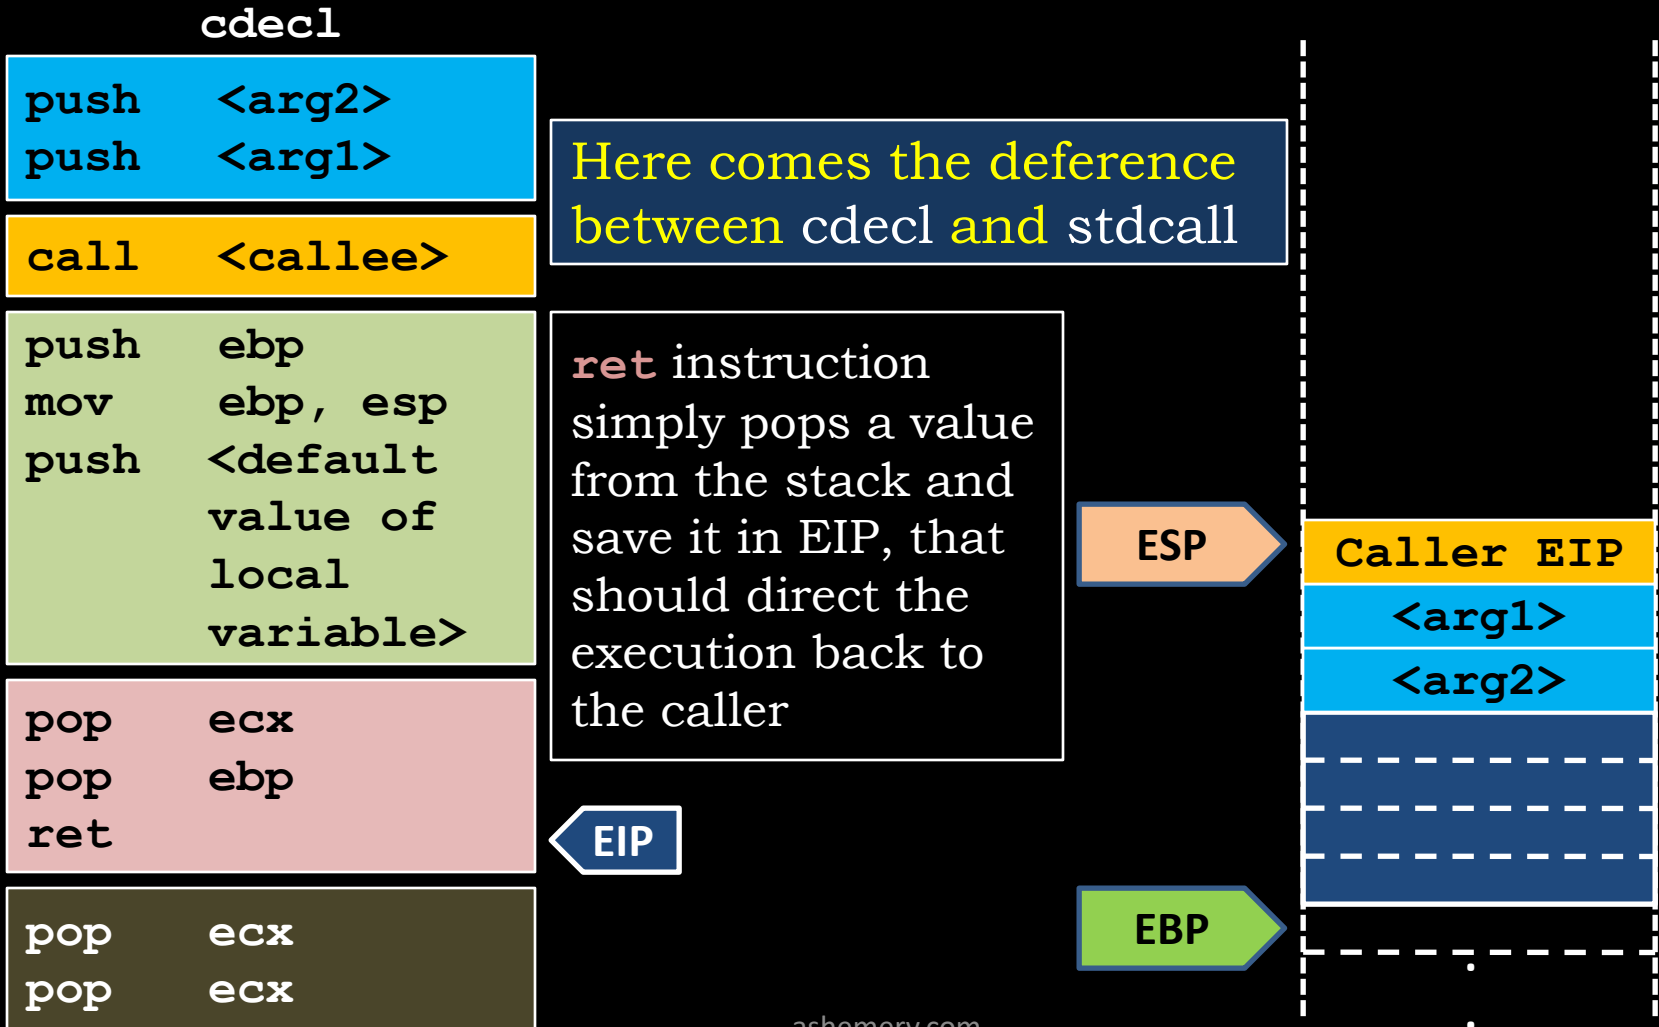 cdecl
push <arg2>
push <arg1>
call <callee>
push ebp
mov ebp, esp
push <default
value of
local
variable>
pop ecx
pop ebp
ret
pop ecx
pop ecx
Here comes the deference
between cdecl and stdcall
ret instruction
simply pops a value
from the stack and
save it in EIP, that
should direct the
execution back to
the caller
EIP
ESP
EBP
Caller EIP
<arg1>
<arg2>
ashemery.com